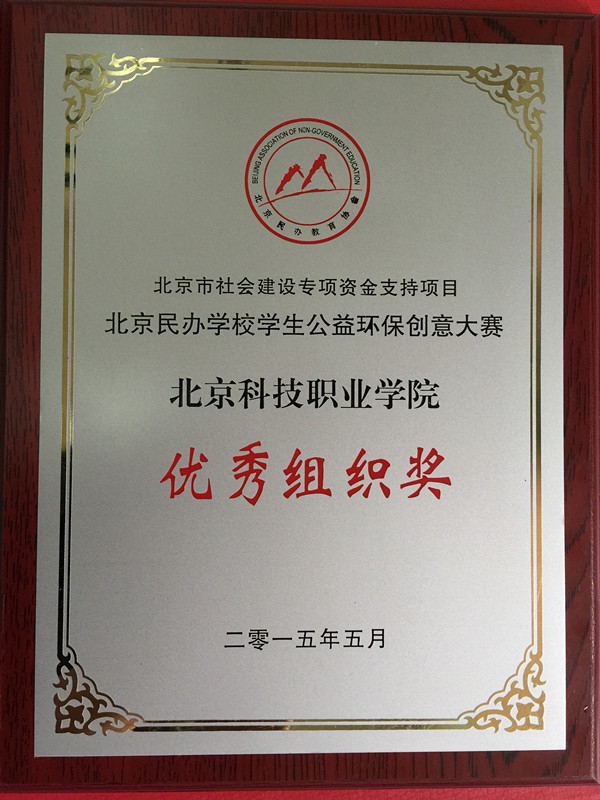 BEIJING ASSOCIATION OF NON-GOVERNMENT EDUCATION
北京民办教育协會
北京市社会建设专项资金支持项目
北京民办学校学生公益环保创意大赛
北京科技职业学院
优秀组织奖
二零一五年五月